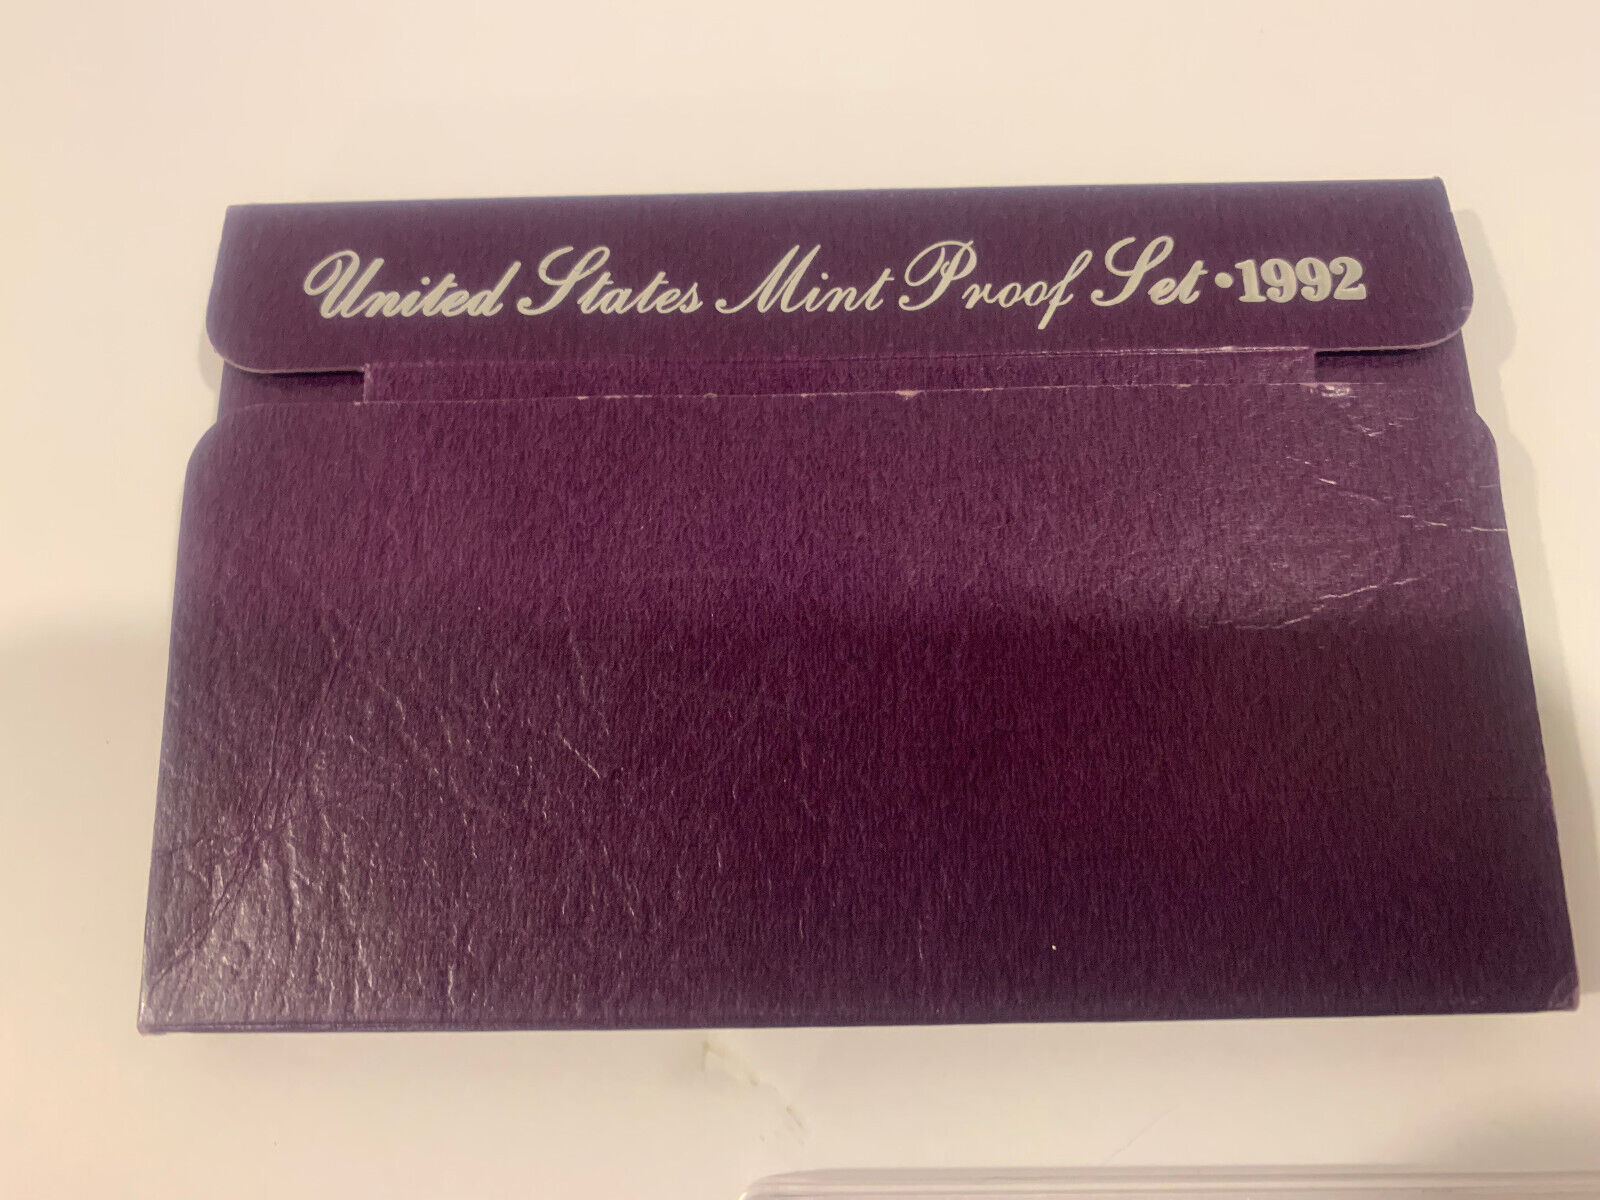 United States Mint Proof Set • 1992